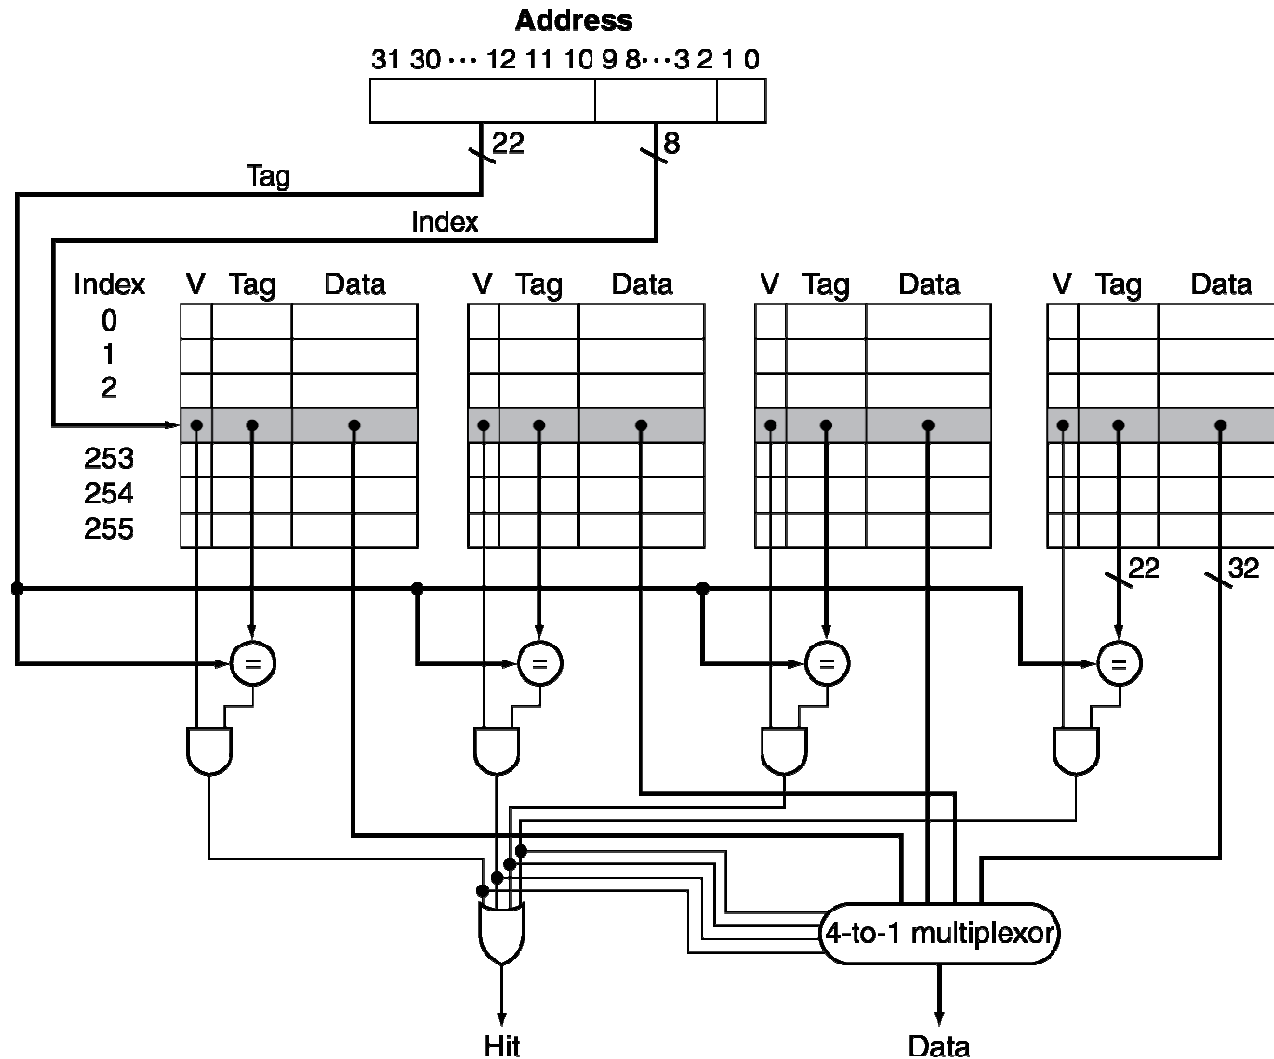 Address
31 30 ··· 12 11 10 9 8 ··· 3 2 1 0
22 8
Tag
Index
Index V Tag Data V Tag Data V Tag Data V Tag Data
0
1
2
253
254
255
22 32
= = = =
4-to-1 multiplexor
Hit Data